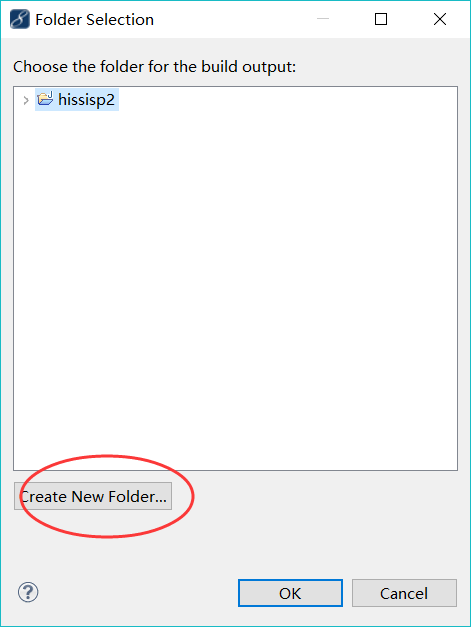 Folder Selection
Choose the folder for the build output:
hissisp2
Create New Folder...
?
OK
Cancel